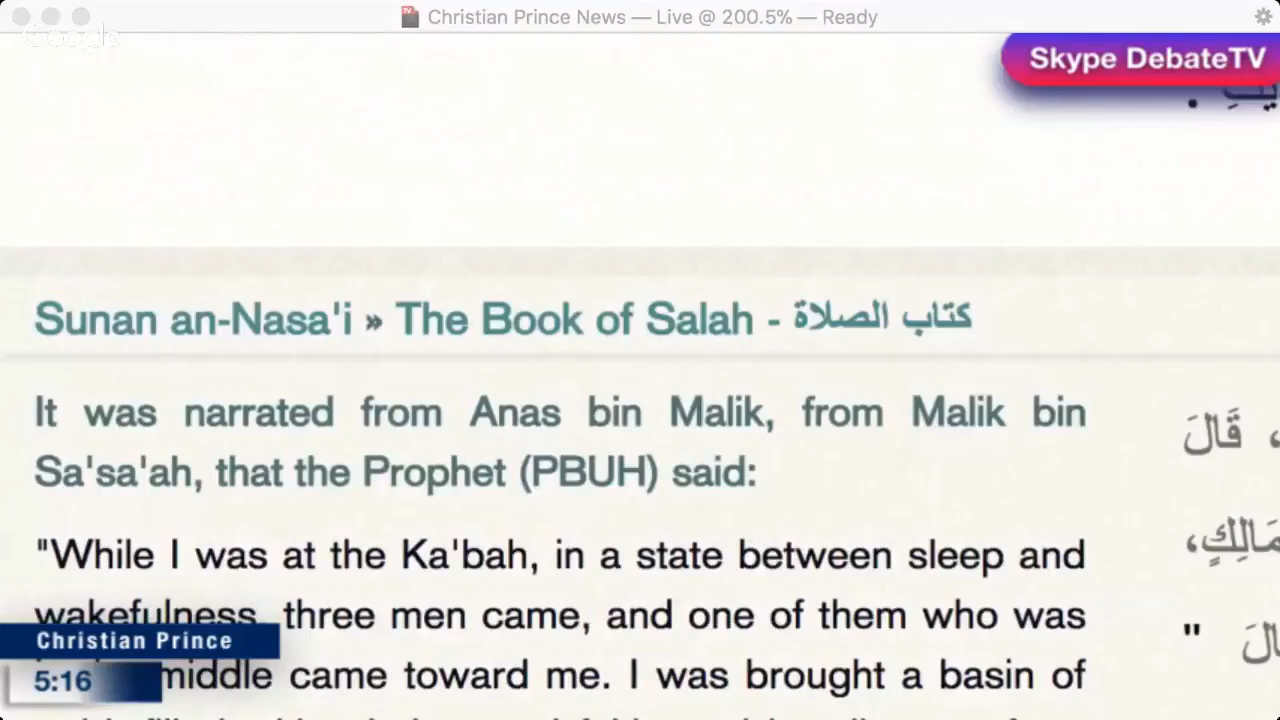 Christian Prince News — Live @ 200.5% — Ready
Google
Skype DebateTV
Sunan an-Nasa'i » The Book of Salah - كتاب الصلاة
It was narrated from Anas bin Malik, from Malik bin
Sa'sa'ah, that the Prophet (PBUH) said:
قَالَ
"While I was at the Ka'bah, in a state between sleep and
مَالِكٍ،
wakefulness, three men came, and one of them who was
"
middle came toward me. I was brought a basin of
Christian Prince
5:16